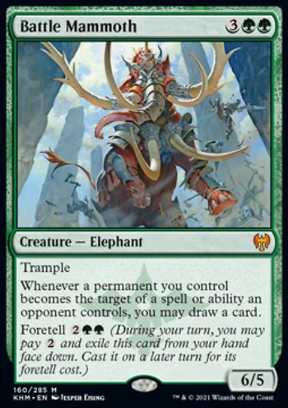 Battle Mammoth 3
Creature — Elephant
Trample
Whenever a permanent you control
becomes the target of a spell or ability an
opponent controls, you may draw a card.
Foretell 2 (During your turn, you may
pay 2 and exile this card from your hand
face down. Cast it on a later turn for its
foretell cost.)
6/5
160/285 M
KHM • EN Jesper Ejsing
™ & © 2021 Wizards of the Coast